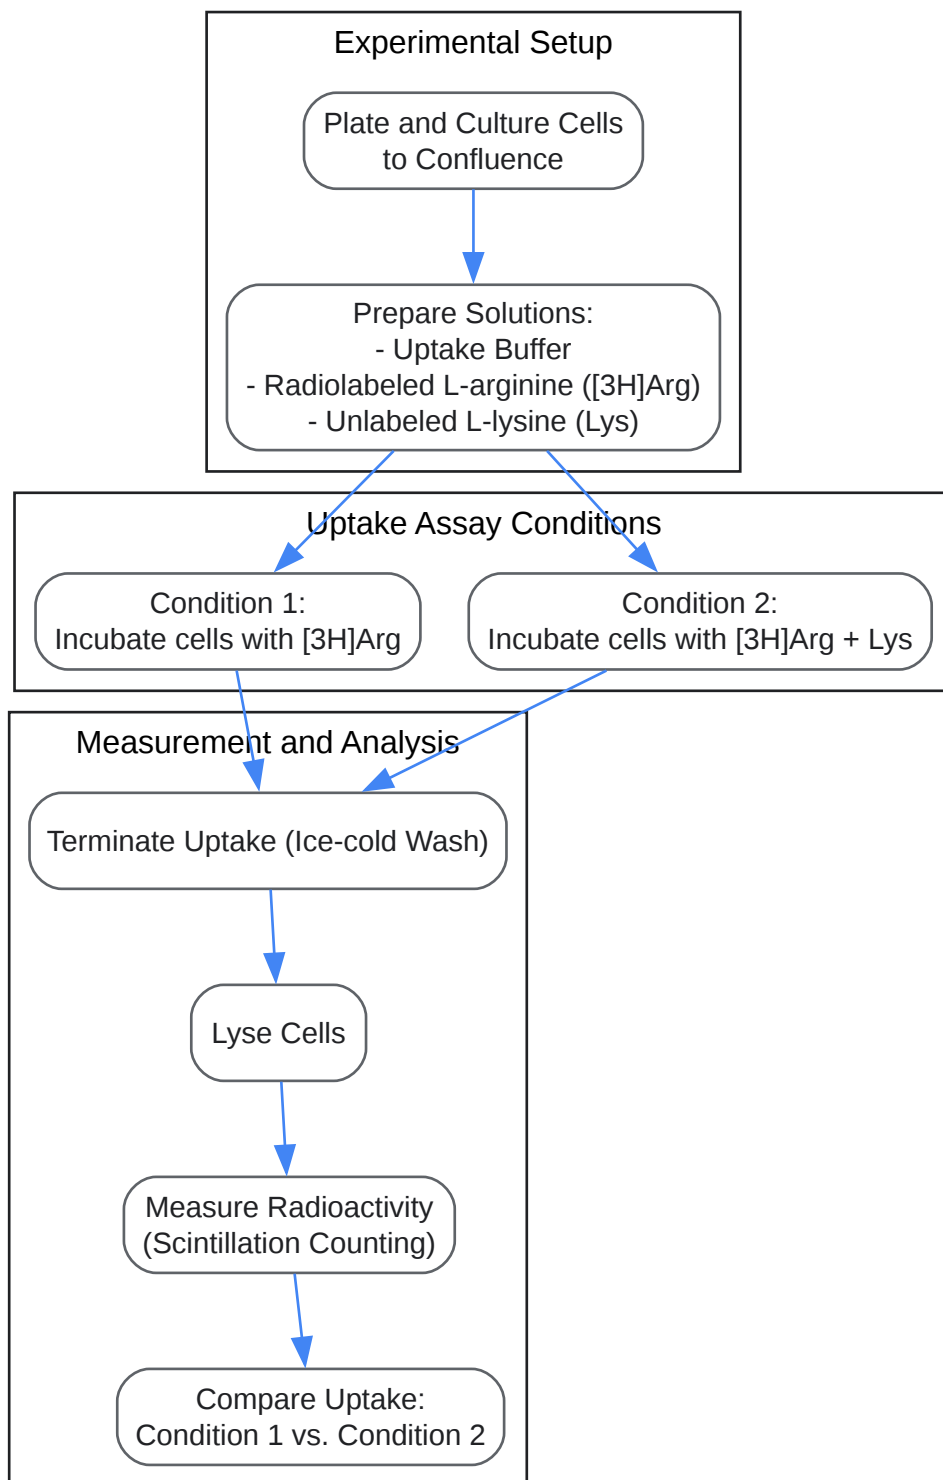 Experimental Setup
Plate and Culture Cells
to Confluence
Prepare Solutions:
- Uptake Buffer
- Radiolabeled L-arginine ([3H]Arg)
- Unlabeled L-lysine (Lys)
Uptake Assay Conditions
Condition 1:
Incubate cells with [3H]Arg
Condition 2:
Incubate cells with [3H]Arg + Lys
Measurement and Analysis
Terminate Uptake (Ice-cold Wash)
Lyse Cells
Measure Radioactivity
(Scintillation Counting)
Compare Uptake:
Condition 1 vs. Condition 2